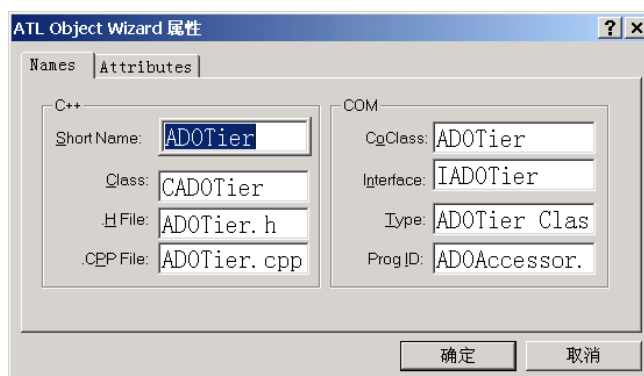 ATL Object Wizard 属性
Names Attributes
C++
Short Name: ADOTier
Class: CADOTier
.H File: ADOTier.h
.CPP File: ADOTier.cpp
COM
CoClass: ADOTier
Interface: IADOTier
Type: ADOTier Clas
Prog ID: ADOAccessor.
确定 取消